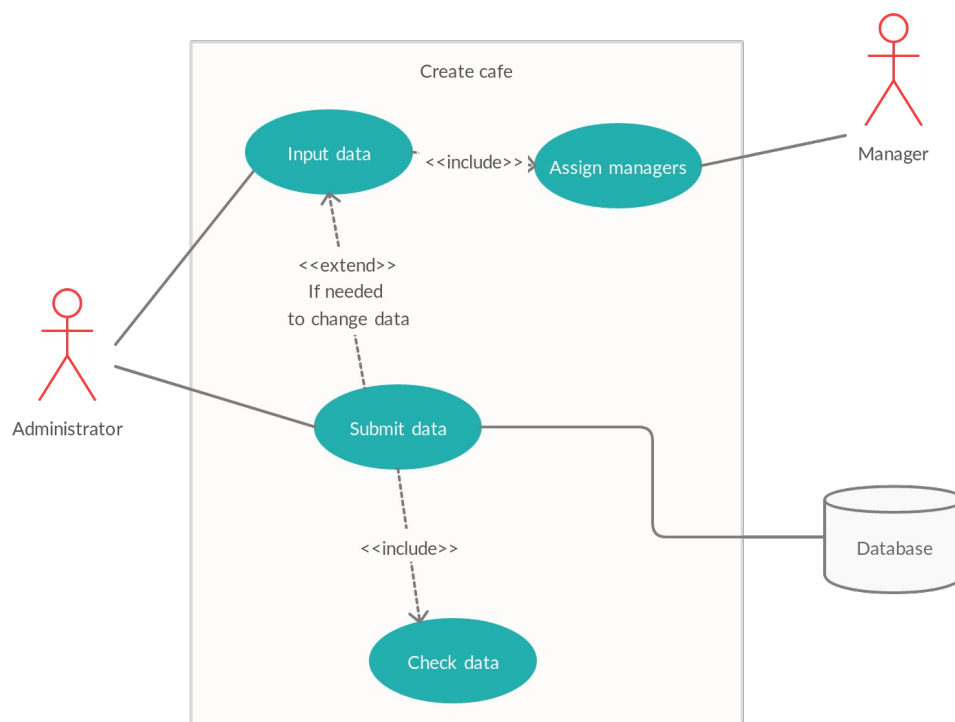 Create cafe
Manager
Input data
<<include>>
Assign managers
<<extend>>
If needed
to change data
Administrator
Submit data
Database
<<include>>
Check data